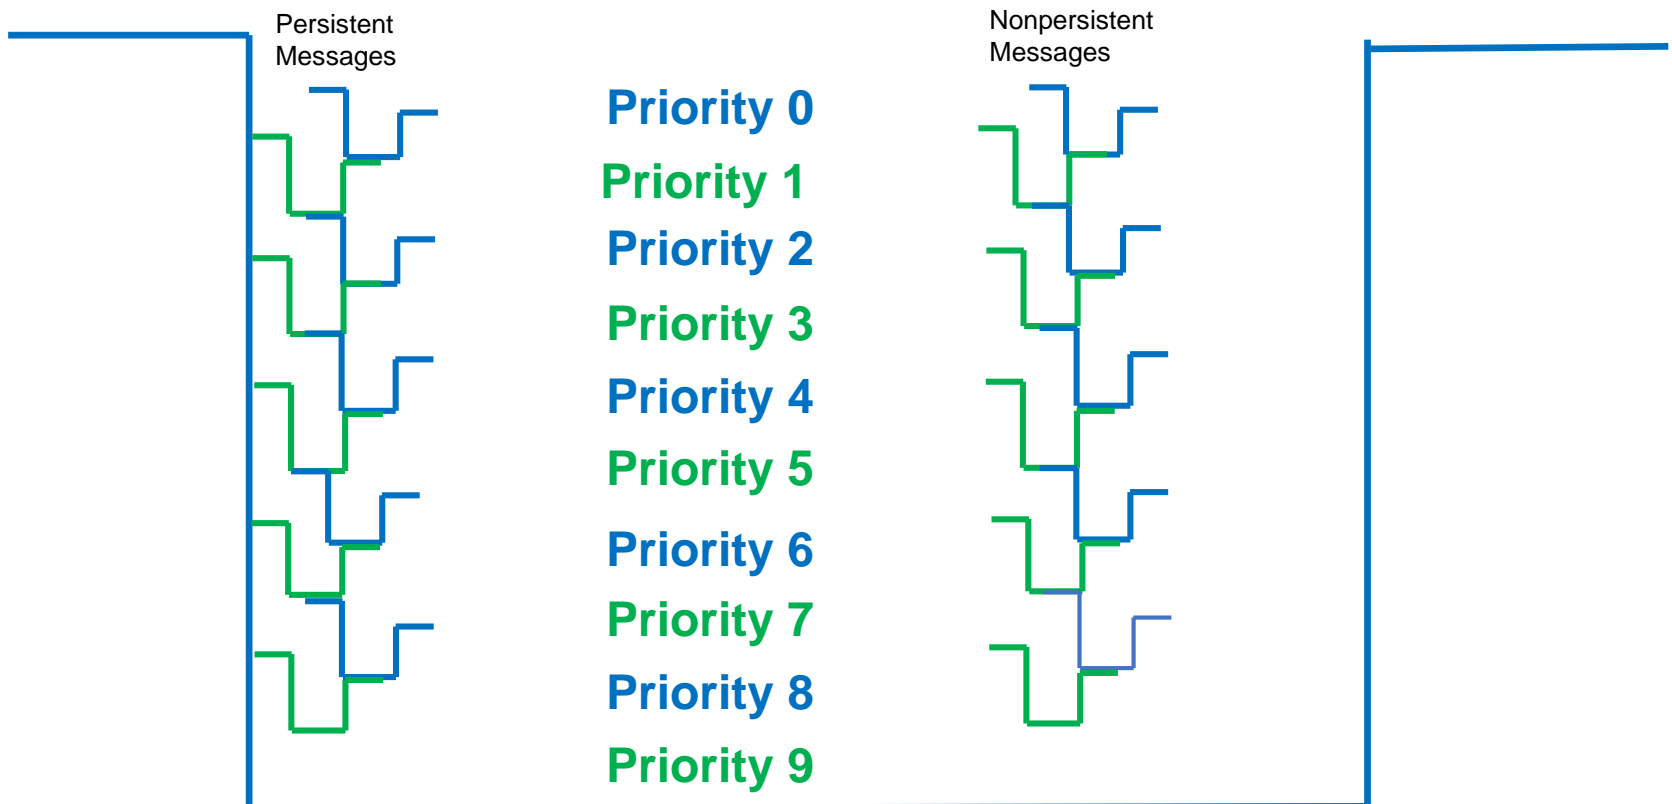 Persistent
Messages
Nonpersistent
Messages
Priority 0
Priority 1
Priority 2
Priority 3
Priority 4
Priority 5
Priority 6
Priority 7
Priority 8
Priority 9